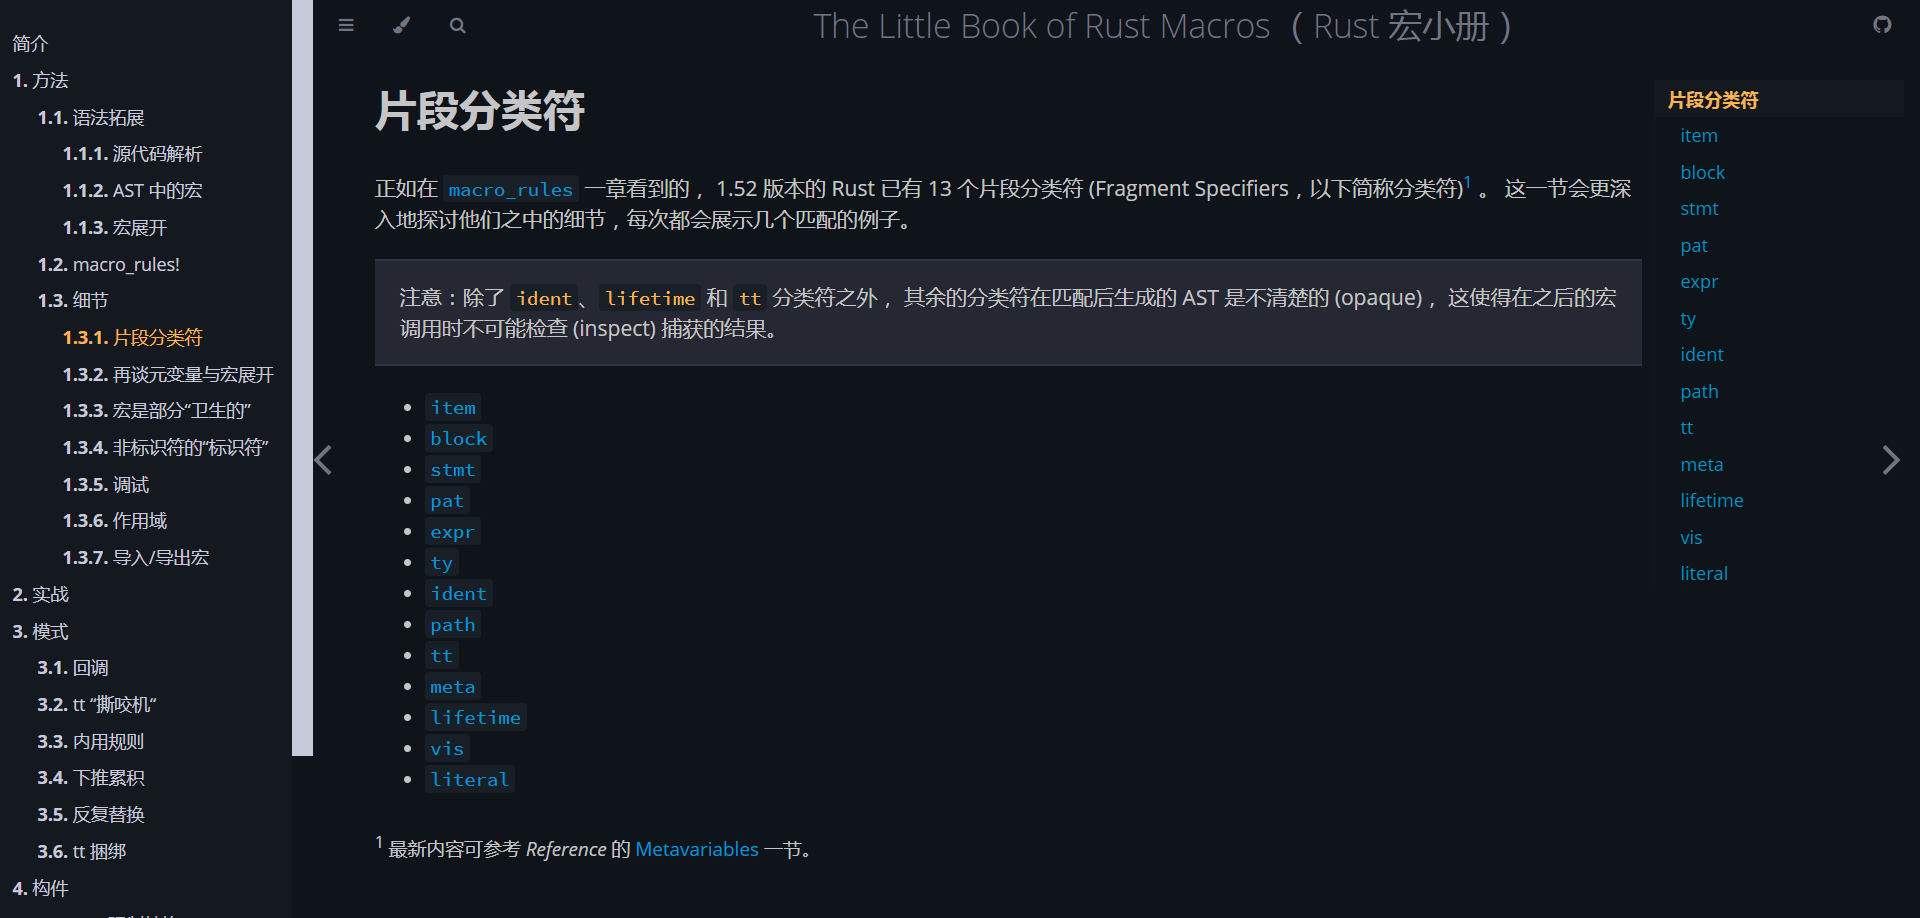 简介
1. 方法
1.1. 语法拓展
1.1.1. 源代码解析
1.1.2. AST 中的宏
1.1.3. 宏展开
1.2. macro_rules!
1.3. 细节
1.3.1. 片段分类符
1.3.2. 再谈元变量与宏展开
1.3.3. 宏是部分“卫生的”
1.3.4. 非标识符的“标识符”
1.3.5. 调试
1.3.6. 作用域
1.3.7. 导入/导出宏
2. 实战
3. 模式
3.1. 回调
3.2. tt “撕咬机“
3.3. 内用规则
3.4. 下推累积
3.5. 反复替换
3.6. tt 捆绑
4. 构件
The Little Book of Rust Macros （Rust 宏小册）
片段分类符
正如在 macro_rules 一章看到的， 1.52 版本的 Rust 已有 13 个片段分类符 (Fragment Specifiers，以下简称分类符)1 。 这一节会更深
入地探讨他们之中的细节，每次都会展示几个匹配的例子。
注意：除了 ident、lifetime 和 tt 分类符之外， 其余的分类符在匹配后生成的 AST 是不清楚的 (opaque)， 这使得在之后的宏
调用时不可能检查 (inspect) 捕获的结果。
item
block
stmt
pat
expr
ty
ident
path
tt
meta
lifetime
vis
literal
1 最新内容可参考 Reference 的 Metavariables 一节。
片段分类符
item
block
stmt
pat
expr
ty
ident
path
tt
meta
lifetime
vis
literal